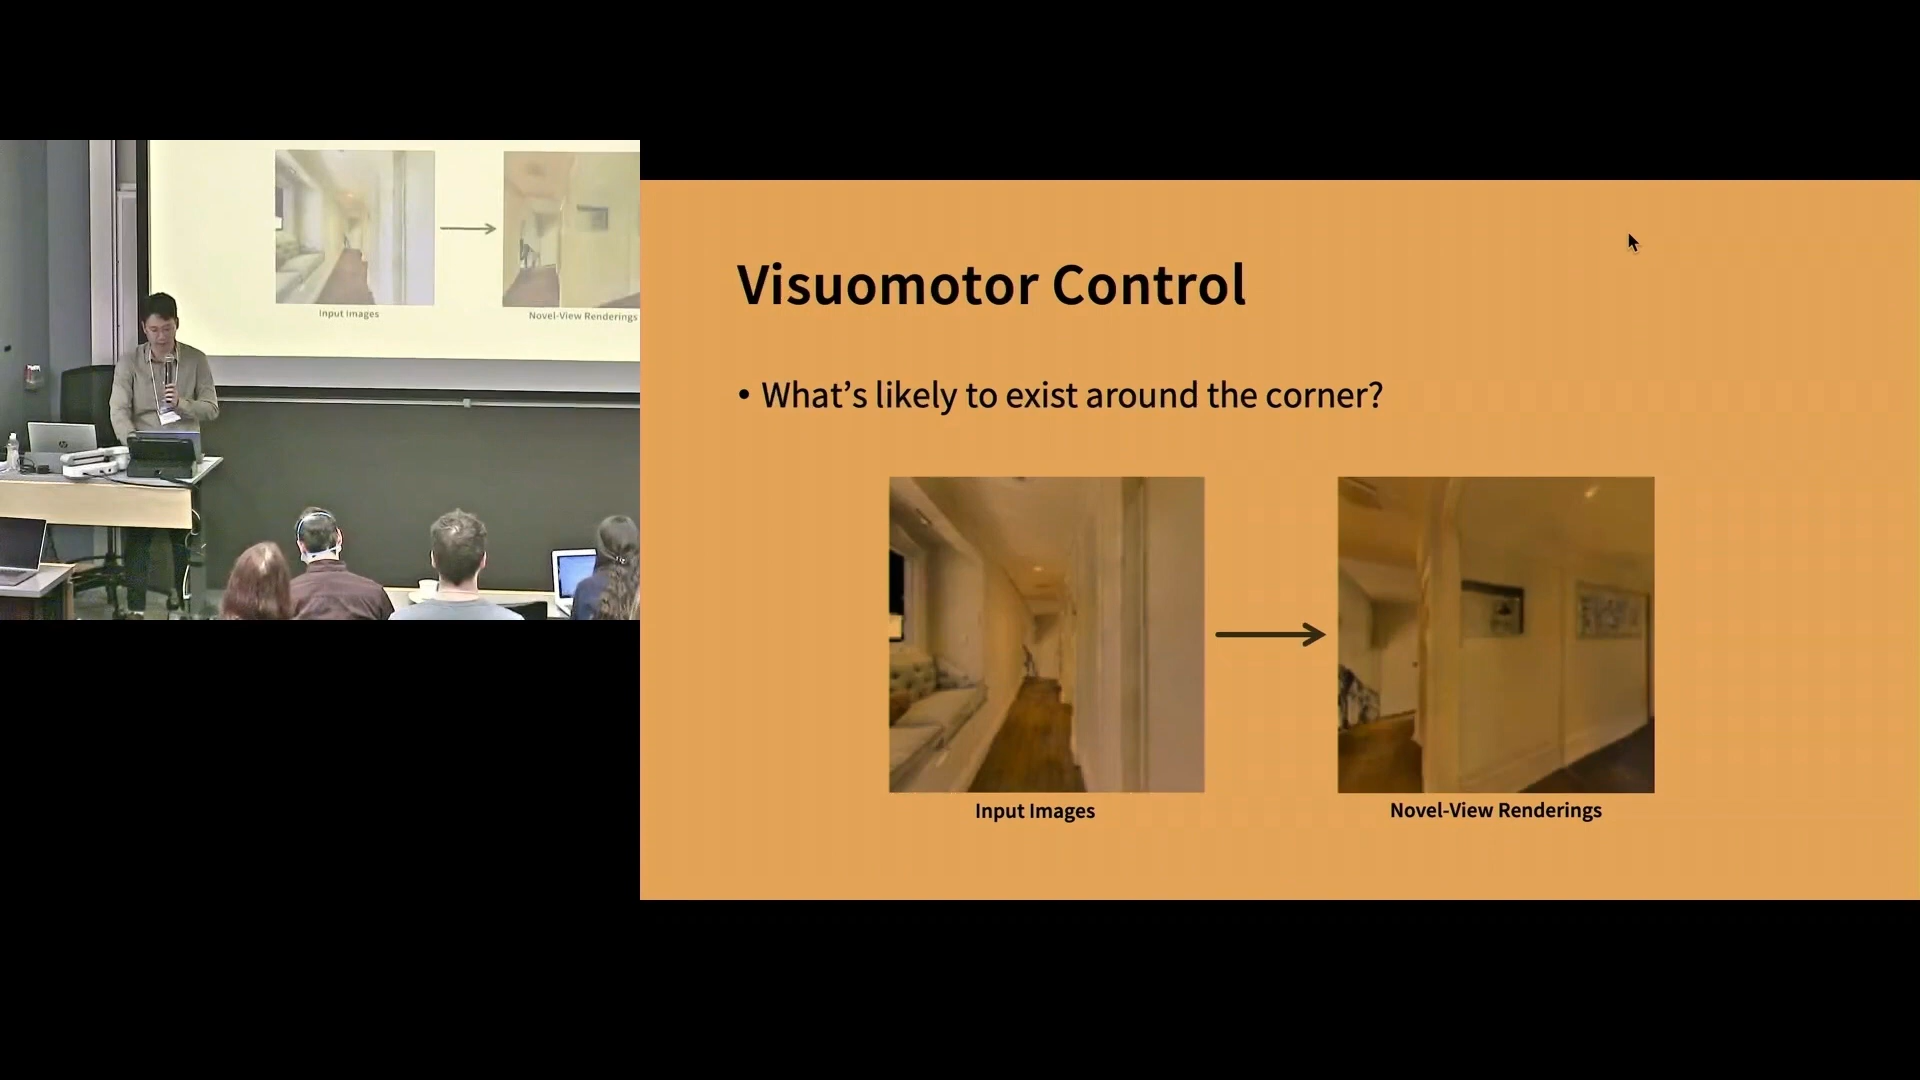 Input Images
Novel-View Renderings
Visuomotor Control
• What's likely to exist around the corner?
Input Images
Novel-View Renderings